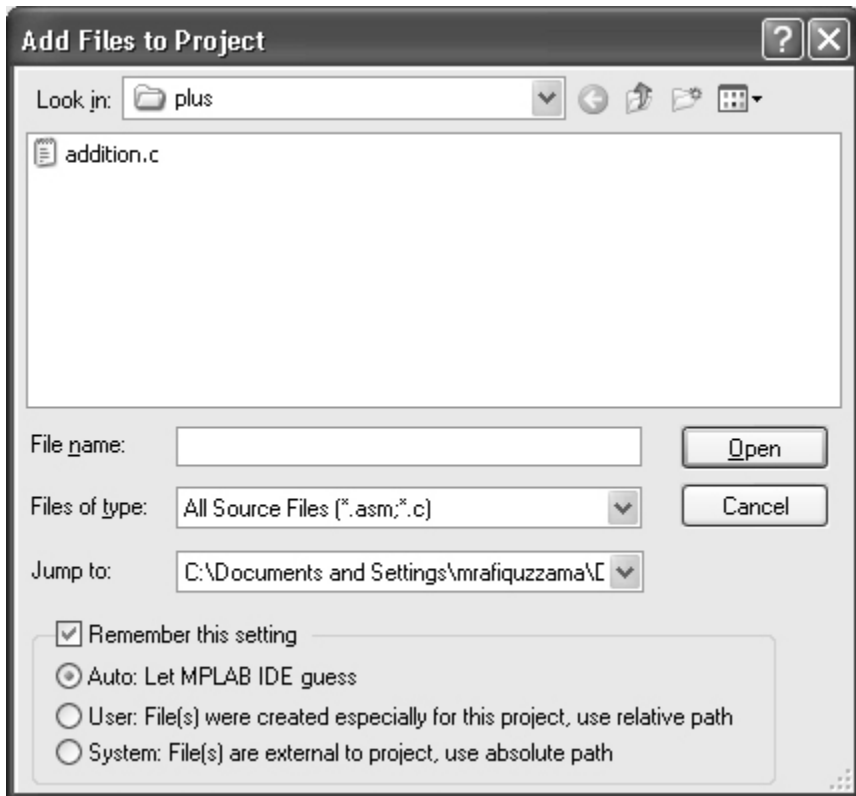 Add Files to Project
Look in: plus
addition.c
File name:
Open
Files of type: All Source Files (*.asm;*.c)
Cancel
Jump to: C:\Documents and Settings\mrafiquzzama\D
Remember this setting
Auto: Let MPLAB IDE guess
User: File(s) were created especially for this project, use relative path
System: File(s) are external to project, use absolute path